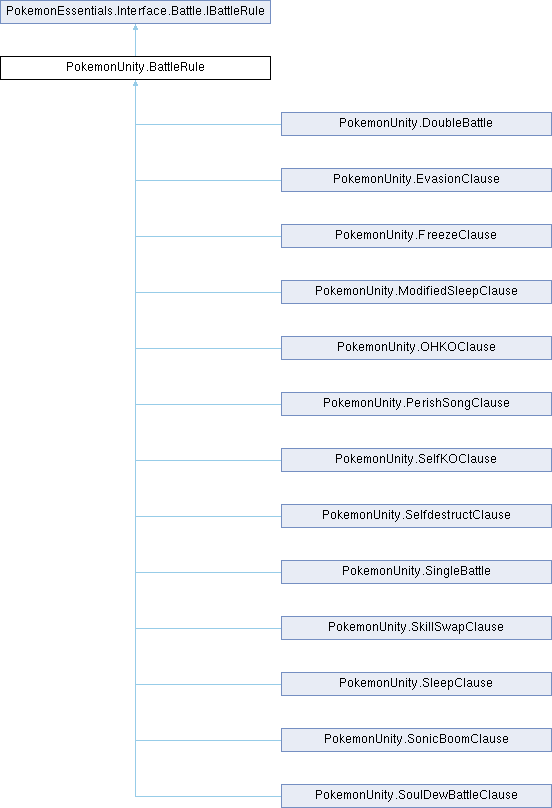 PokemonEssentials.Interface.Battle.IBattleRule
PokemonUnity.BattleRule
PokemonUnity.DoubleBattle
PokemonUnity.EvasionClause
PokemonUnity.FreezeClause
PokemonUnity.ModifiedSleepClause
PokemonUnity.OHKOClause
PokemonUnity.PerishSongClause
PokemonUnity.SelfKOClause
PokemonUnity.SelfdestructClause
PokemonUnity.SingleBattle
PokemonUnity.SkillSwapClause
PokemonUnity.SleepClause
PokemonUnity.SonicBoomClause
PokemonUnity.SoulDewBattleClause